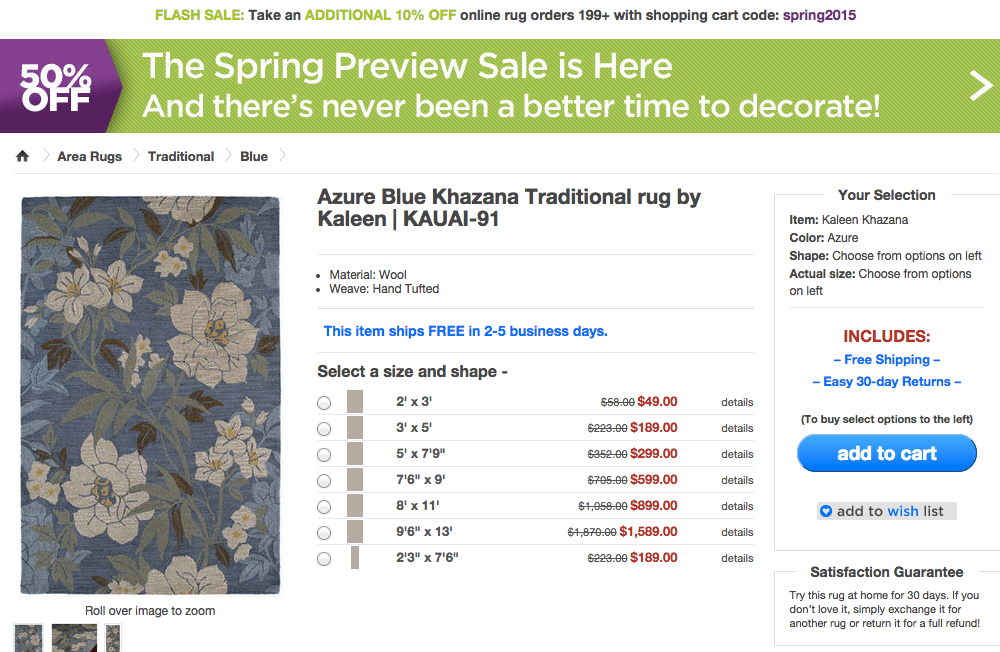 FLASH SALE: Take an ADDITIONAL 10% OFF online rug orders 199+ with shopping cart code: spring2015
50%
OFF
The Spring Preview Sale is Here
And there's never been a better time to decorate!
Area Rugs
Traditional
Blue
Azure Blue Khazana Traditional rug by
Kaleen | KAUAI-91
Material: Wool
Weave: Hand Tufted
This item ships FREE in 2-5 business days.
Select a size and shape -
2' x 3' $58.00 $49.00 details
3' x 5' $223.00 $189.00 details
5' x 7'9" $352.00 $299.00 details
7'6" x 9' $705.00 $599.00 details
8' x 11' $1,058.00 $899.00 details
9'6" x 13' $1,870.00 $1,589.00 details
2'3" x 7'6" $223.00 $189.00 details
Roll over image to zoom
Your Selection
Item: Kaleen Khazana
Color: Azure
Shape: Choose from options on left
Actual size: Choose from options
on left
INCLUDES:
– Free Shipping –
– Easy 30-day Returns –
(To buy select options to the left)
add to cart
add to wish list
Satisfaction Guarantee
Try this rug at home for 30 days. If you
don't love it, simply exchange it for
another rug or return it for a full refund!